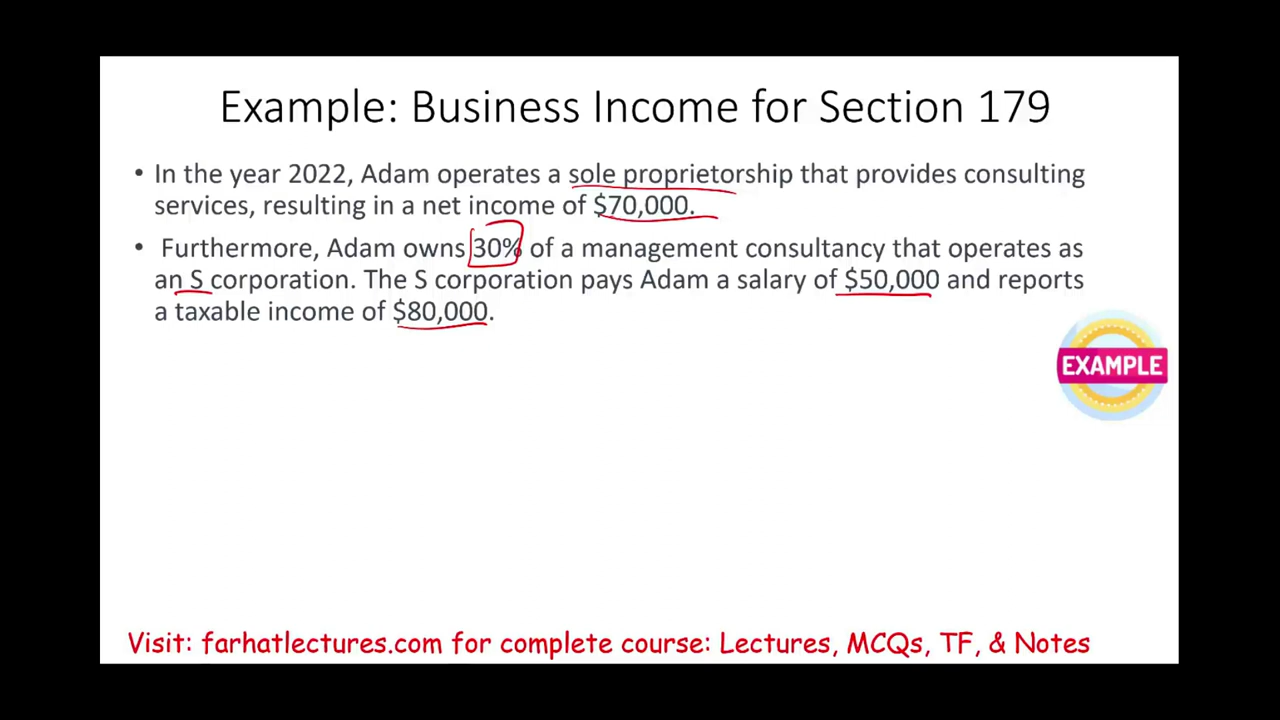 Example: Business Income for Section 179
• In the year 2022, Adam operates a sole proprietorship that provides consulting
services, resulting in a net income of $70,000.
• Furthermore, Adam owns 30% of a management consultancy that operates as
an S corporation. The S corporation pays Adam a salary of $50,000 and reports
a taxable income of $80,000.
EXAMPLE
Visit: farhatlectures.com for complete course: Lectures, MCQs, TF, & Notes